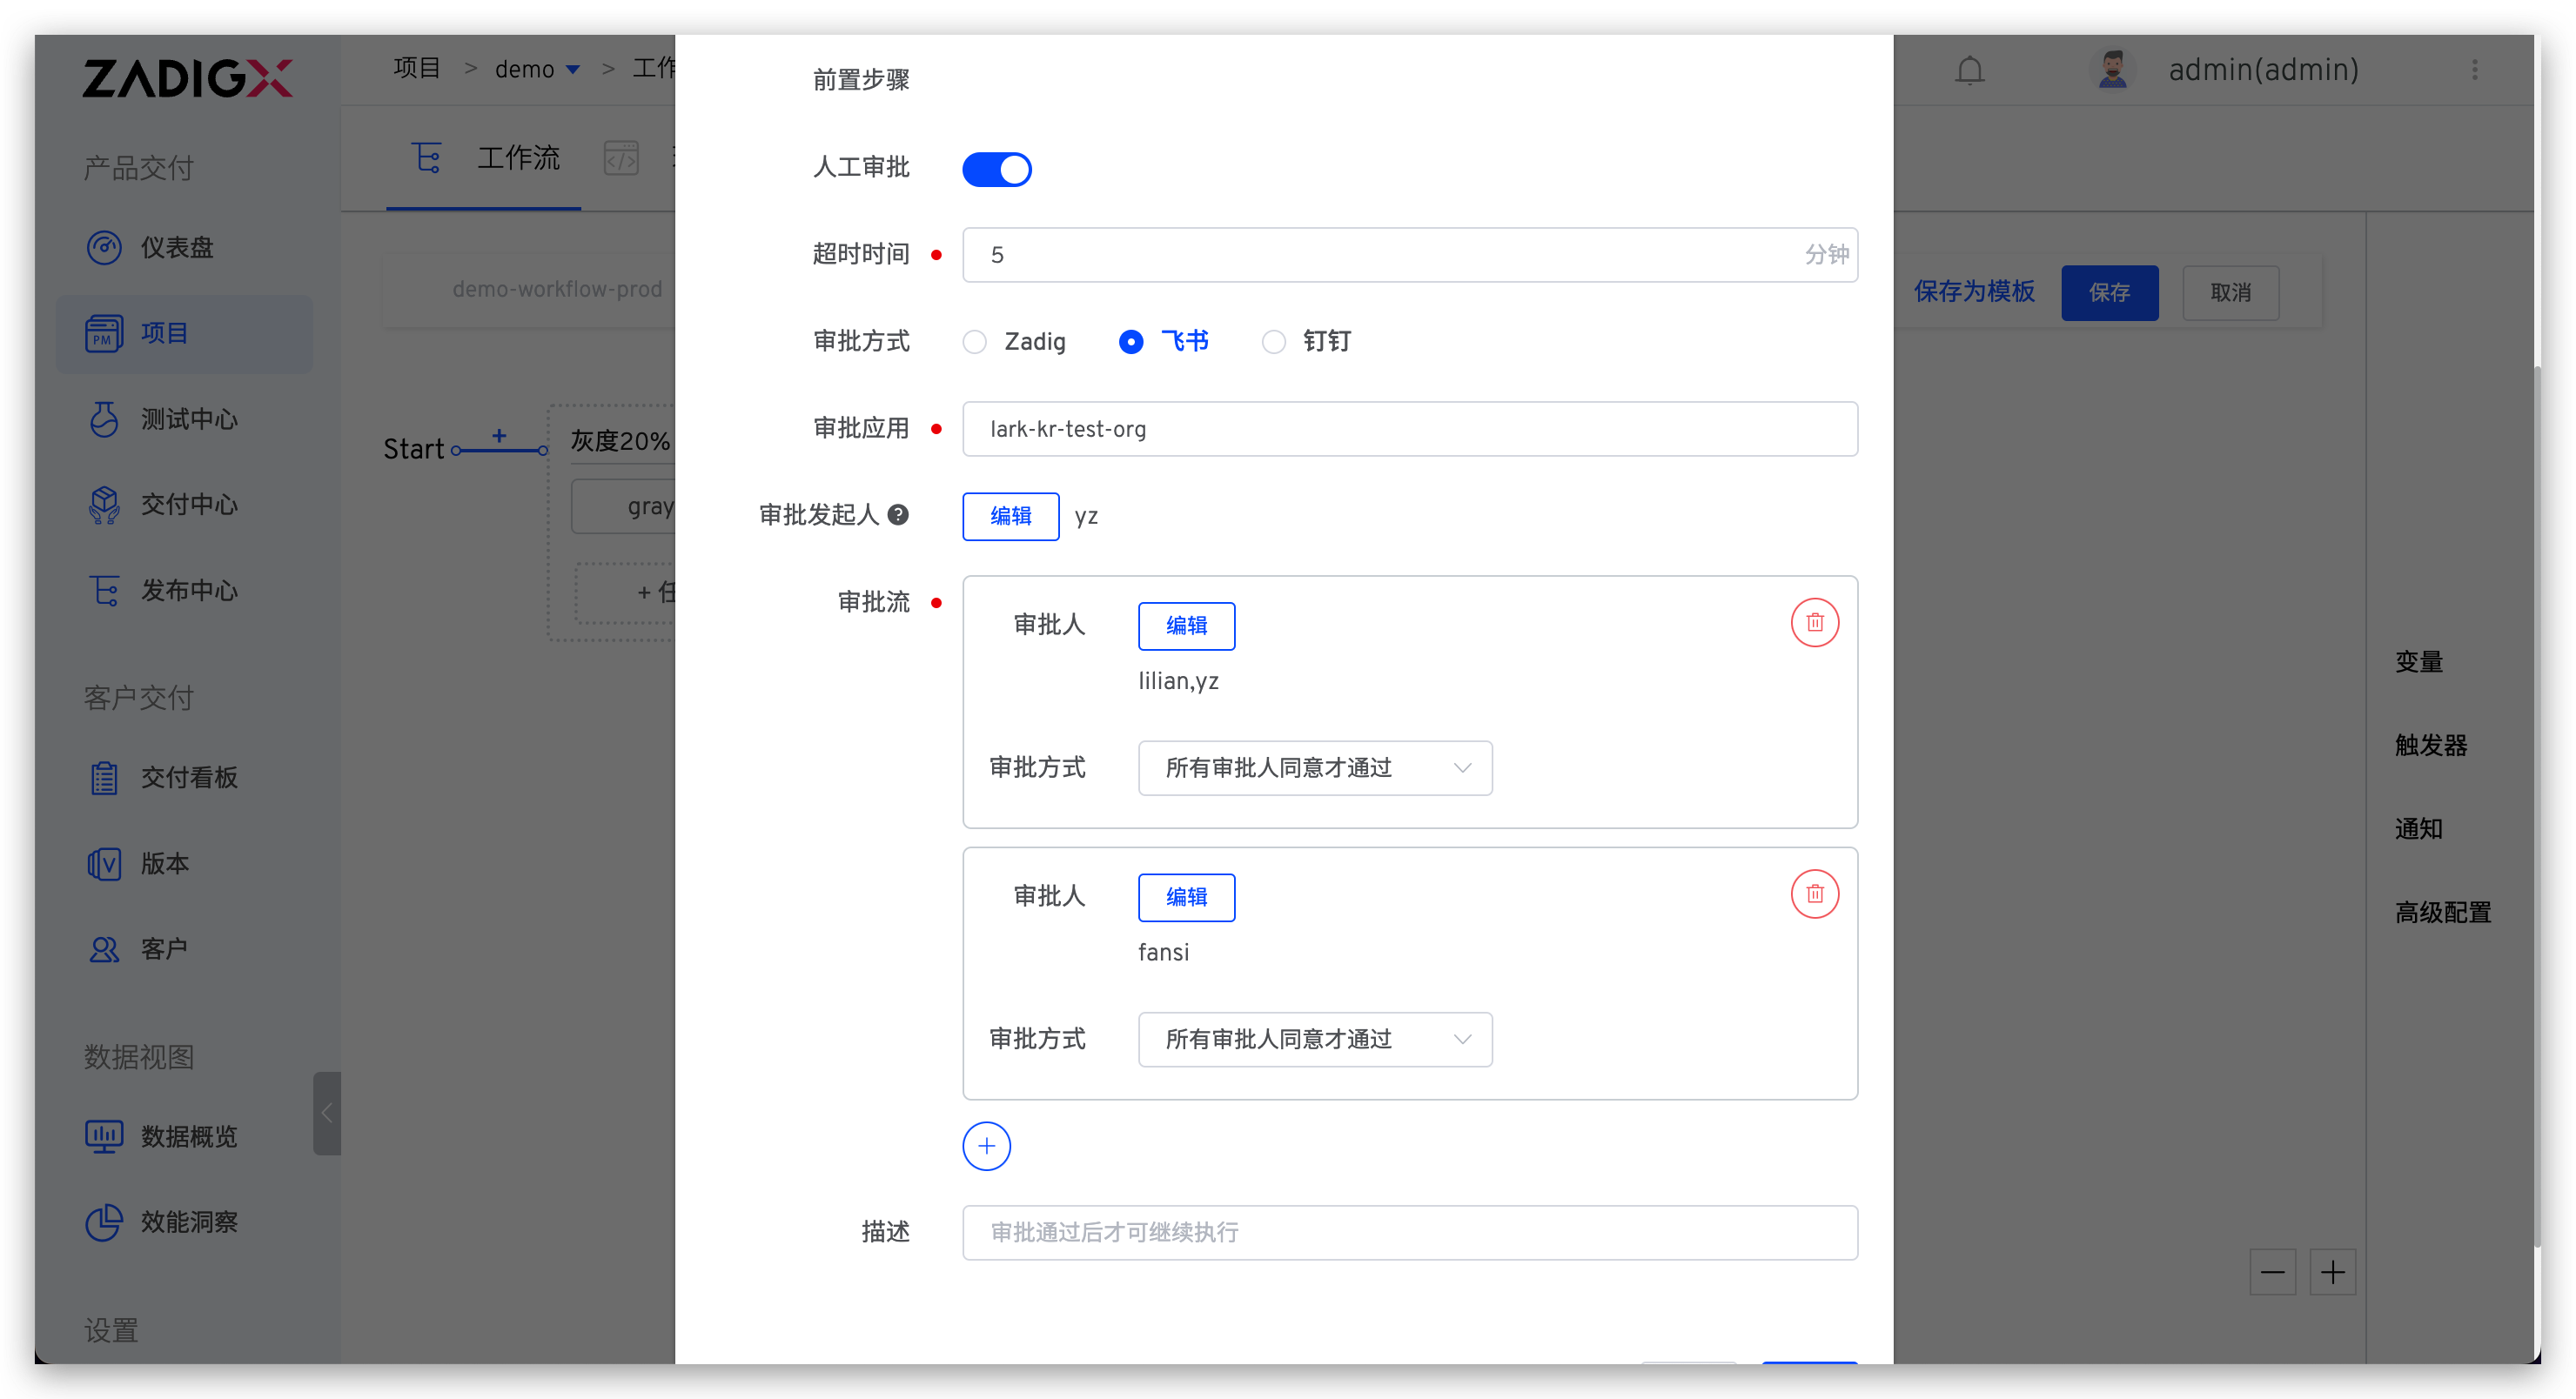 ZADIGX
产品交付
仪表盘
项目
PM
测试中心
交付中心
发布中心
客户交付
交付看板
版本
V
客户
数据视图
数据概览
效能洞察
设置
项目 > demo > 工作
admin(admin)
工作流
</>
demo-workflow-prod
保存为模板
保存
取消
Start
+
灰度20%
gray
+ 任
变量
触发器
通知
高级配置
前置步骤
人工审批
超时时间 5 分钟
审批方式 Zadig 飞书 钉钉
审批应用 lark-kr-test-org
审批发起人 ? 编辑 yz
审批流
审批人 编辑
lilian,yz
审批方式 所有审批人同意才通过
审批人 编辑
fansi
审批方式 所有审批人同意才通过
+
描述 审批通过后才可继续执行